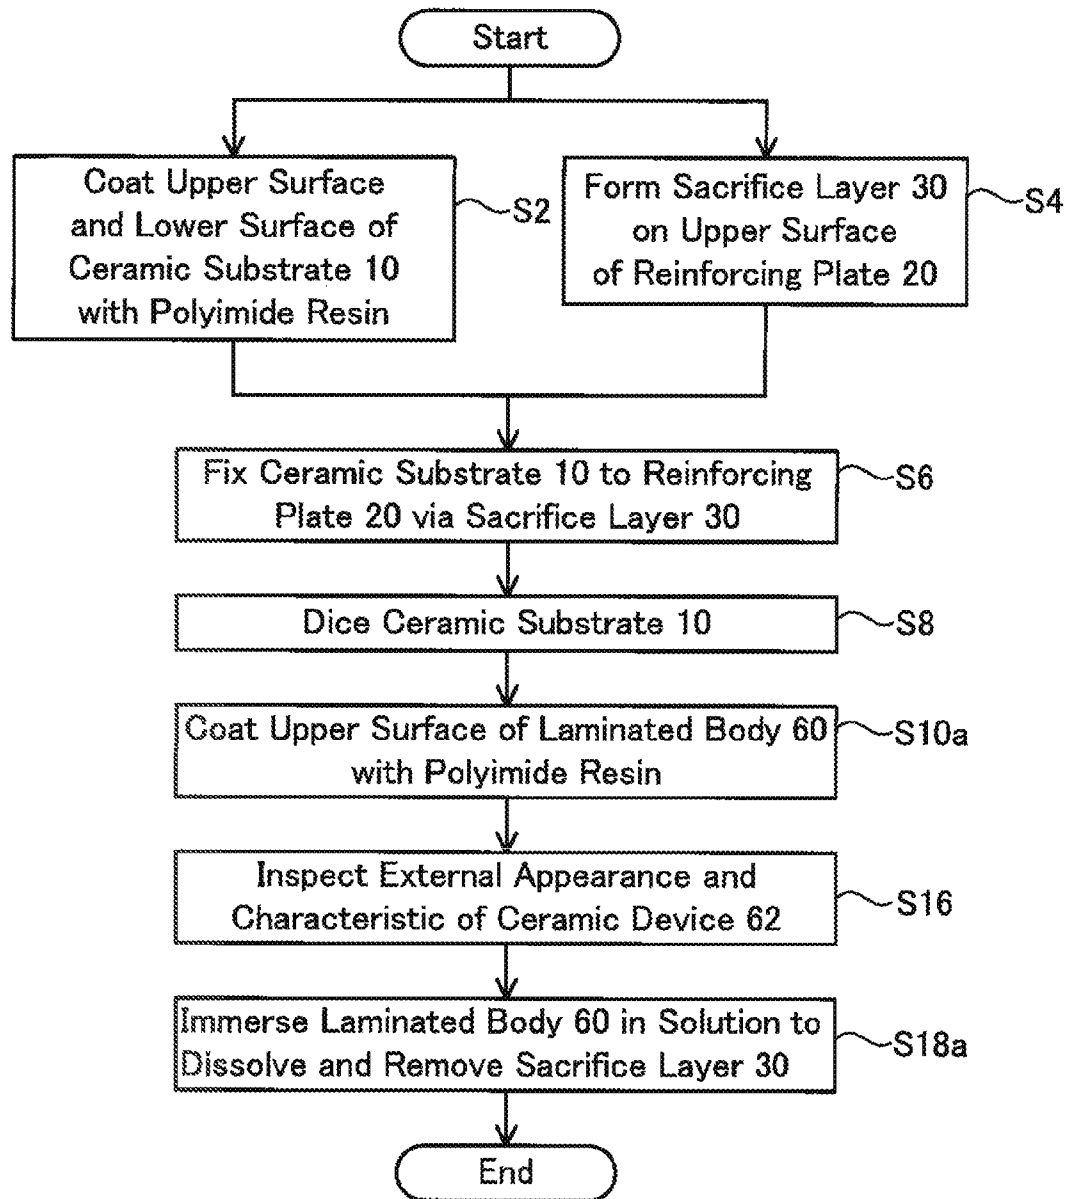 Start
Coat Upper Surface
and Lower Surface of
Ceramic Substrate 10
with Polyimide Resin
S2
Form Sacrifice Layer 30
on Upper Surface
of Reinforcing Plate 20
S4
Fix Ceramic Substrate 10 to Reinforcing
Plate 20 via Sacrifice Layer 30
S6
Dice Ceramic Substrate 10
S8
Coat Upper Surface of Laminated Body 60
with Polyimide Resin
S10a
Inspect External Appearance and
Characteristic of Ceramic Device 62
S16
Immerse Laminated Body 60 in Solution to
Dissolve and Remove Sacrifice Layer 30
S18a
End